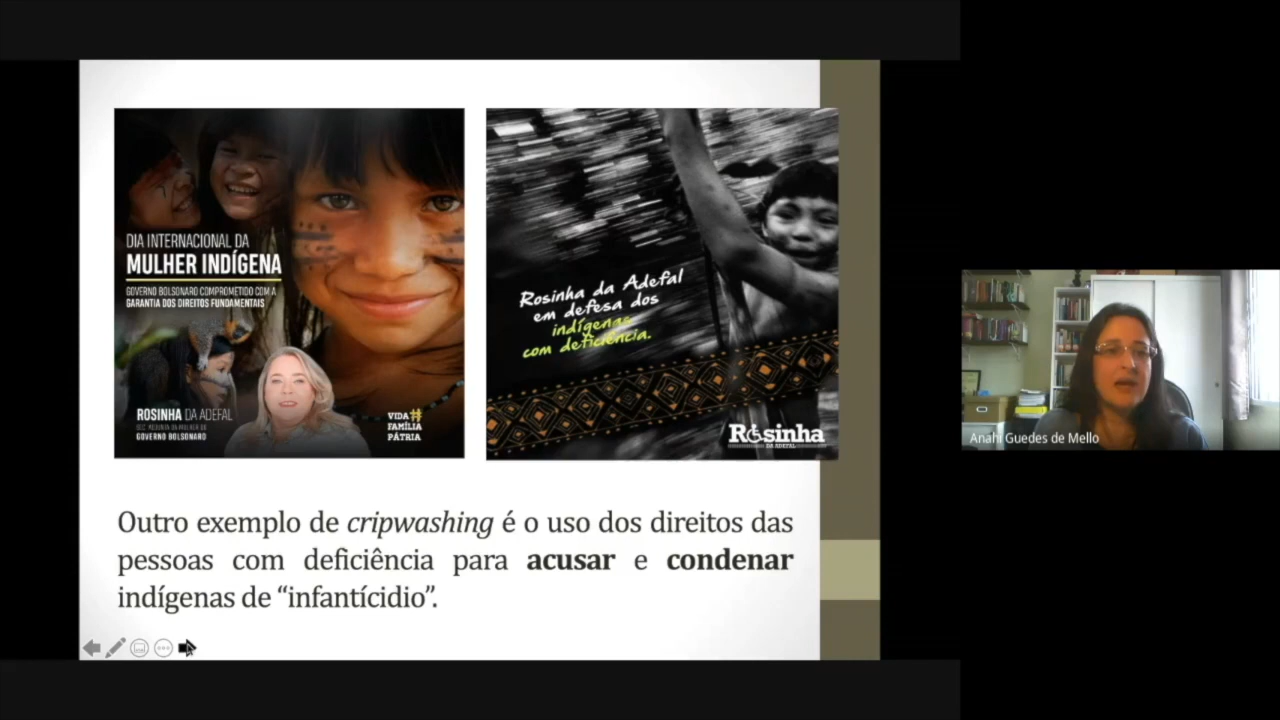 DIA INTERNACIONAL DA
MULHER INDÍGENA
GOVERNO BOLSONARO COMPROMETIDO COM A
GARANTIA DOS DIREITOS FUNDAMENTAIS
ROSINHA DA ADEFAL
GOVERNO BOLSONARO
VIDA
FAMÍLIA
PÁTRIA
Rosinha da Adefal
em defesa dos
indígenas
com deficiência.
Rosinha
DA ADEFAL
Outro exemplo de cripwashing é o uso dos direitos das
pessoas com deficiência para acusar e condenar
indígenas de “infantícidio”.
Anahi Guedes de Mello